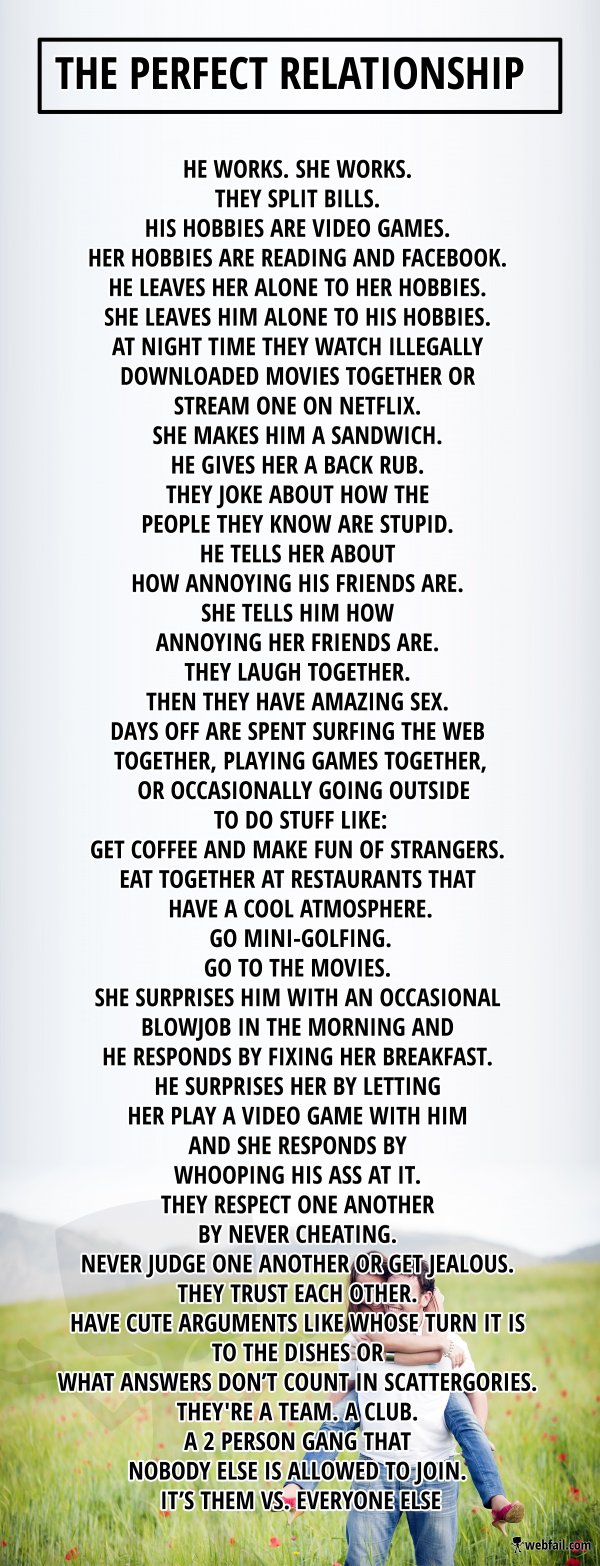 THE PERFECT RELATIONSHIP
HE WORKS. SHE WORKS.
THEY SPLIT BILLS.
HIS HOBBIES ARE VIDEO GAMES.
HER HOBBIES ARE READING AND FACEBOOK.
HE LEAVES HER ALONE TO HER HOBBIES.
SHE LEAVES HIM ALONE TO HIS HOBBIES.
AT NIGHT TIME THEY WATCH ILLEGALLY
DOWNLOADED MOVIES TOGETHER OR
STREAM ONE ON NETFLIX.
SHE MAKES HIM A SANDWICH.
HE GIVES HER A BACK RUB.
THEY JOKE ABOUT HOW THE
PEOPLE THEY KNOW ARE STUPID.
HE TELLS HER ABOUT
HOW ANNOYING HIS FRIENDS ARE.
SHE TELLS HIM HOW
ANNOYING HER FRIENDS ARE.
THEY LAUGH TOGETHER.
THEN THEY HAVE AMAZING SEX.
DAYS OFF ARE SPENT SURFING THE WEB
TOGETHER, PLAYING GAMES TOGETHER,
OR OCCASIONALLY GOING OUTSIDE
TO DO STUFF LIKE:
GET COFFEE AND MAKE FUN OF STRANGERS.
EAT TOGETHER AT RESTAURANTS THAT
HAVE A COOL ATMOSPHERE.
GO MINI-GOLFING.
GO TO THE MOVIES.
SHE SURPRISES HIM WITH AN OCCASIONAL
BLOWJOB IN THE MORNING AND
HE RESPONDS BY FIXING HER BREAKFAST.
HE SURPRISES HER BY LETTING
HER PLAY A VIDEO GAME WITH HIM
AND SHE RESPONDS BY
WHOOPING HIS ASS AT IT.
THEY RESPECT ONE ANOTHER
BY NEVER CHEATING.
NEVER JUDGE ONE ANOTHER OR GET JEALOUS.
THEY TRUST EACH OTHER.
HAVE CUTE ARGUMENTS LIKE WHOSE TURN IT IS
TO THE DISHES OR
WHAT ANSWERS DON'T COUNT IN SCATTERGORIES.
THEY'RE A TEAM. A CLUB.
A 2 PERSON GANG THAT
NOBODY ELSE IS ALLOWED TO JOIN.
IT'S THEM VS. EVERYONE ELSE
webfail.com